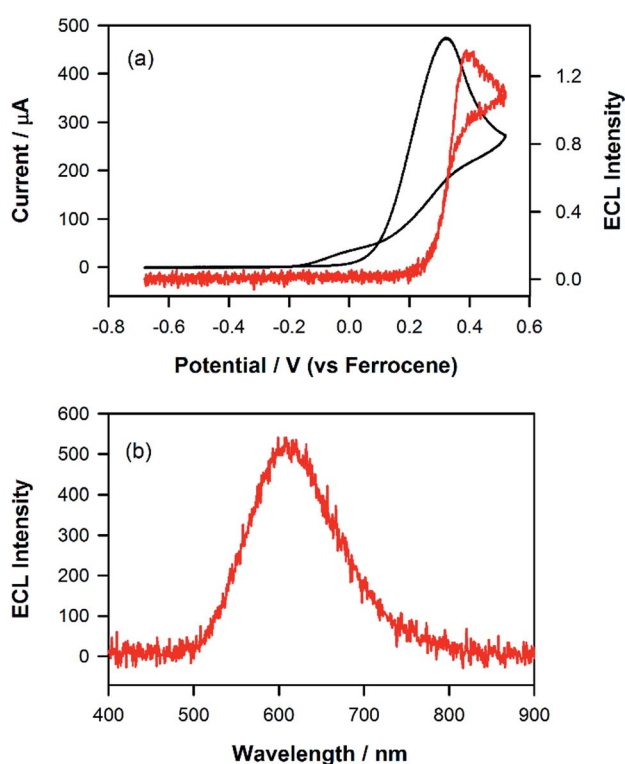 (a)
500
400
300
200
100
0
Current / μA
1.2
0.8
0.4
0.0
ECL Intensity
-0.8 -0.6 -0.4 -0.2 0.0 0.2 0.4 0.6
Potential / V (vs Ferrocene)
(b)
600
500
400
300
200
100
0
ECL Intensity
400 500 600 700 800 900
Wavelength / nm